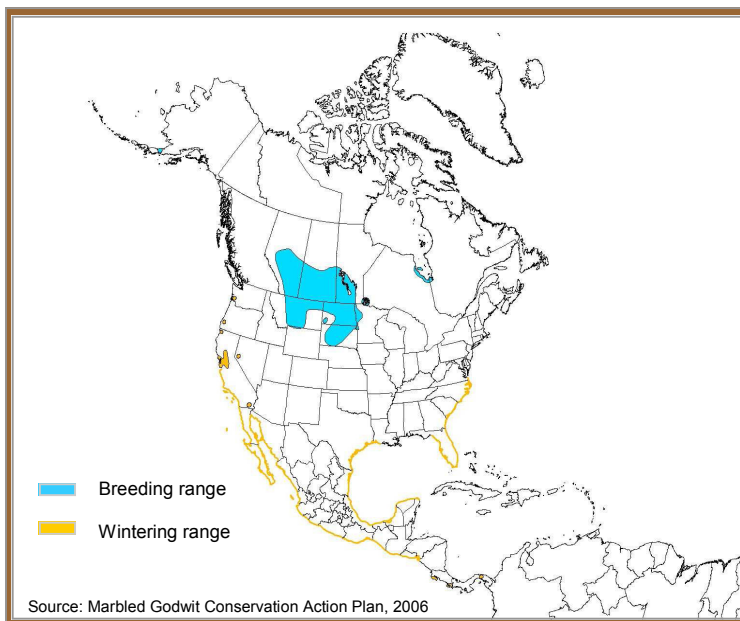 Breeding range
Wintering range
Source: Marbled Godwit Conservation Action Plan, 2006